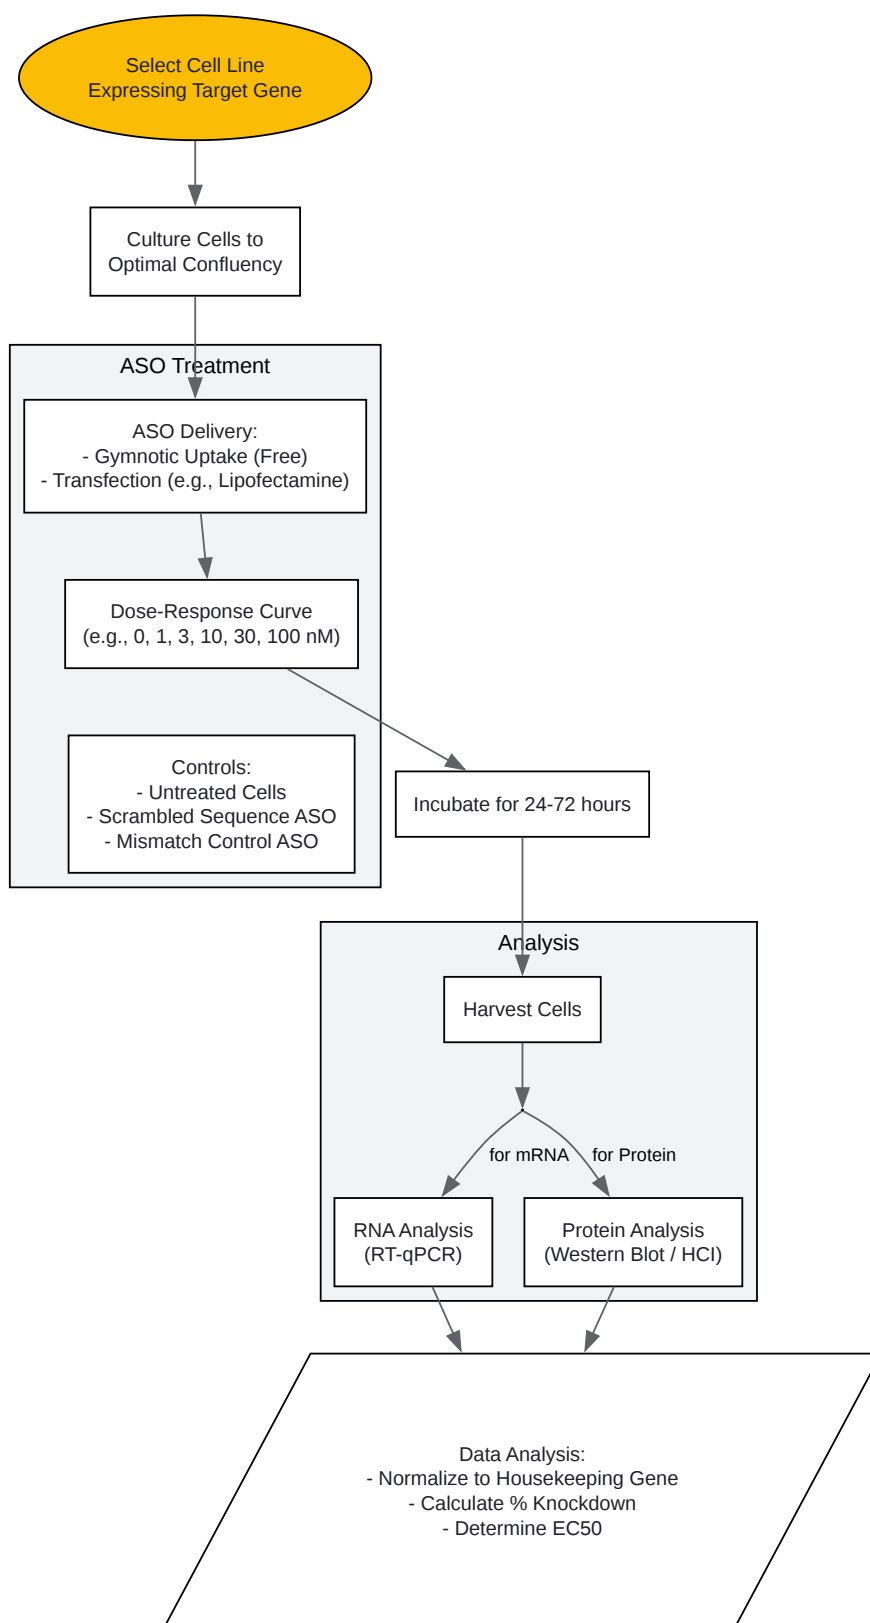 Select Cell Line
Expressing Target Gene
Culture Cells to
Optimal Confluency
ASO Treatment
ASO Delivery:
- Gymnotic Uptake (Free)
- Transfection (e.g., Lipofectamine)
Dose-Response Curve
(e.g., 0, 1, 3, 10, 30, 100 nM)
Controls:
- Untreated Cells
- Scrambled Sequence ASO
- Mismatch Control ASO
Incubate for 24-72 hours
Analysis
Harvest Cells
for mRNA
for Protein
RNA Analysis
(RT-qPCR)
Protein Analysis
(Western Blot / HCI)
Data Analysis:
- Normalize to Housekeeping Gene
- Calculate % Knockdown
- Determine EC50